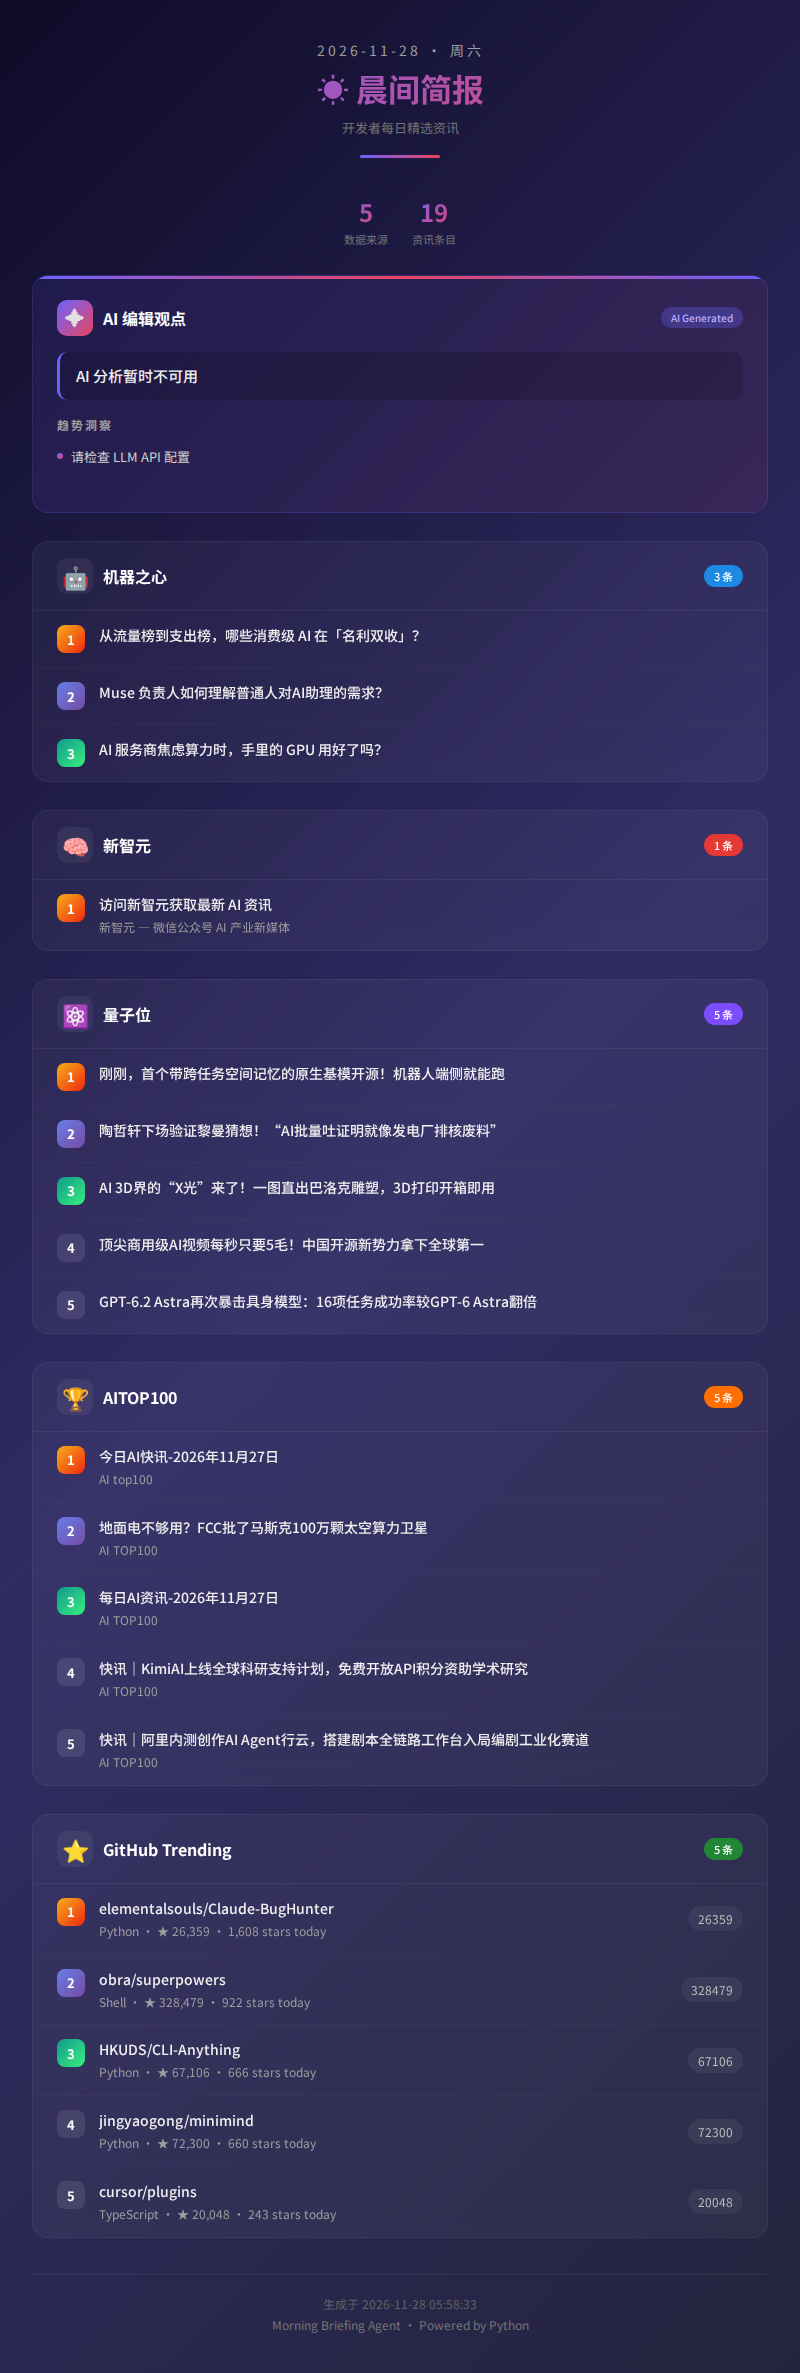 2026-11-28 · 周六
☀ 晨间简报
开发者每日精选资讯
5 19
数据来源 资讯条目
AI 编辑观点 AI Generated
AI 分析暂时不可用
趋势洞察
请检查 LLM API 配置
机器之心 3 条
1 从流量榜到支出榜，哪些消费级 AI 在「名利双收」？
2 Muse 负责人如何理解普通人对AI助理的需求？
3 AI 服务商焦虑算力时，手里的 GPU 用好了吗？
新智元 1 条
1 访问新智元获取最新 AI 资讯
新智元 — 微信公众号 AI 产业新媒体
量子位 5 条
1 刚刚，首个带跨任务空间记忆的原生基模开源！机器人端侧就能跑
2 陶哲轩下场验证黎曼猜想！“AI批量吐证明就像发电厂排核废料”
3 AI 3D界的“X光”来了！一图直出巴洛克雕塑，3D打印开箱即用
4 顶尖商用级AI视频每秒只要5毛！中国开源新势力拿下全球第一
5 GPT-6.2 Astra再次暴击具身模型：16项任务成功率较GPT-6 Astra翻倍
AITOP100 5 条
1 今日AI快讯-2026年11月27日
AI top100
2 地面电不够用？FCC批了马斯克100万颗太空算力卫星
AI TOP100
3 每日AI资讯-2026年11月27日
AI TOP100
4 快讯｜KimiAI上线全球科研支持计划，免费开放API积分资助学术研究
AI TOP100
5 快讯｜阿里内测创作AI Agent行云，搭建剧本全链路工作台入局编剧工业化赛道
AI TOP100
GitHub Trending 5 条
1 elementalsouls/Claude-BugHunter 26359
Python · ★ 26,359 · 1,608 stars today
2 obra/superpowers 328479
Shell · ★ 328,479 · 922 stars today
3 HKUDS/CLI-Anything 67106
Python · ★ 67,106 · 666 stars today
4 jingyaogong/minimind 72300
Python · ★ 72,300 · 660 stars today
5 cursor/plugins 20048
TypeScript · ★ 20,048 · 243 stars today
生成于 2026-11-28 05:58:33
Morning Briefing Agent · Powered by Python